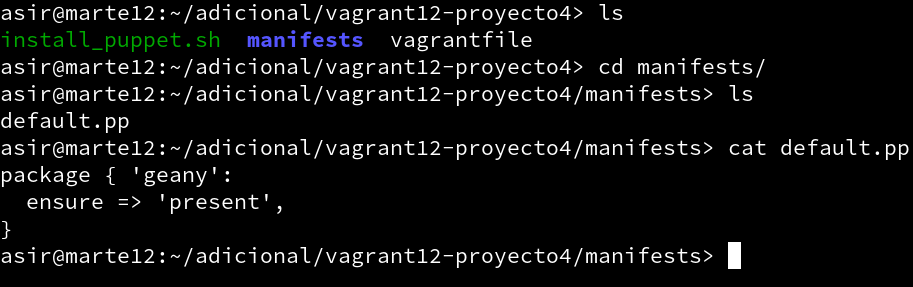 asir@marte12:~/adicional/vagrant12-proyecto4> ls
install_puppet.sh  manifests  vagrantfile
asir@marte12:~/adicional/vagrant12-proyecto4> cd manifests/
asir@marte12:~/adicional/vagrant12-proyecto4/manifests> ls
default.pp
asir@marte12:~/adicional/vagrant12-proyecto4/manifests> cat default.pp
package { 'geany':
  ensure => 'present',
}
asir@marte12:~/adicional/vagrant12-proyecto4/manifests>